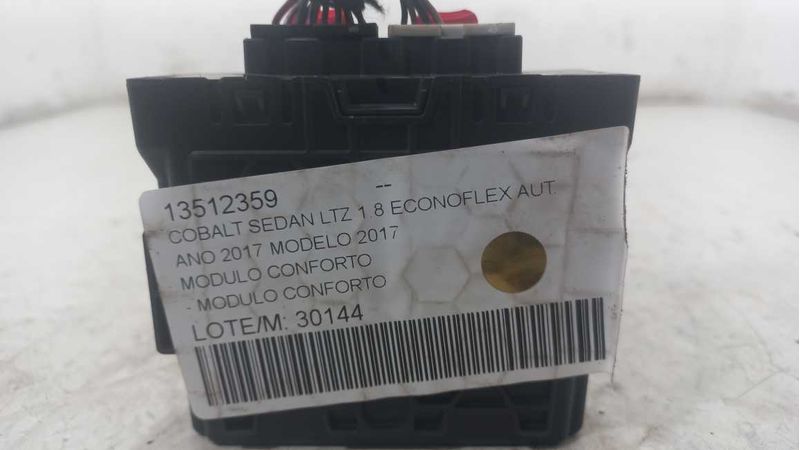 --
13512359
COBALT SEDAN LTZ 1.8 ECONOFLEX AUT.
ANO 2017 MODELO 2017
MODULO CONFORTO
- MODULO CONFORTO
LOTE/M: 30144